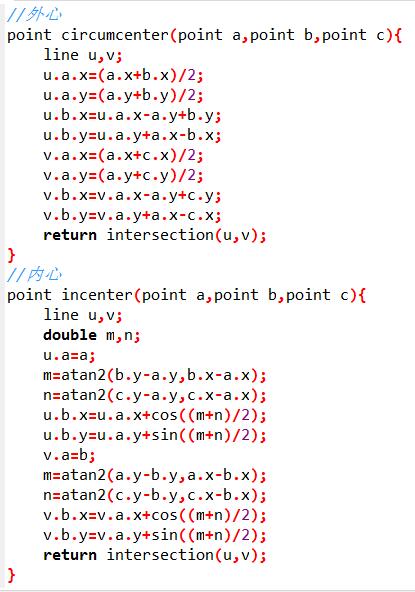 //外心
point circumcenter(point a,point b,point c){
    line u,v;
    u.a.x=(a.x+b.x)/2;
    u.a.y=(a.y+b.y)/2;
    u.b.x=u.a.x-a.y+b.y;
    u.b.y=u.a.y+a.x-b.x;
    v.a.x=(a.x+c.x)/2;
    v.a.y=(a.y+c.y)/2;
    v.b.x=v.a.x-a.y+c.y;
    v.b.y=v.a.y+a.x-c.x;
    return intersection(u,v);
}
//内心
point incenter(point a,point b,point c){
    line u,v;
    double m,n;
    u.a=a;
    m=atan2(b.y-a.y,b.x-a.x);
    n=atan2(c.y-a.y,c.x-a.x);
    u.b.x=u.a.x+cos((m+n)/2);
    u.b.y=u.a.y+sin((m+n)/2);
    v.a=b;
    m=atan2(a.y-b.y,a.x-b.x);
    n=atan2(c.y-b.y,c.x-b.x);
    v.b.x=v.a.x+cos((m+n)/2);
    v.b.y=v.a.y+sin((m+n)/2);
    return intersection(u,v);
}